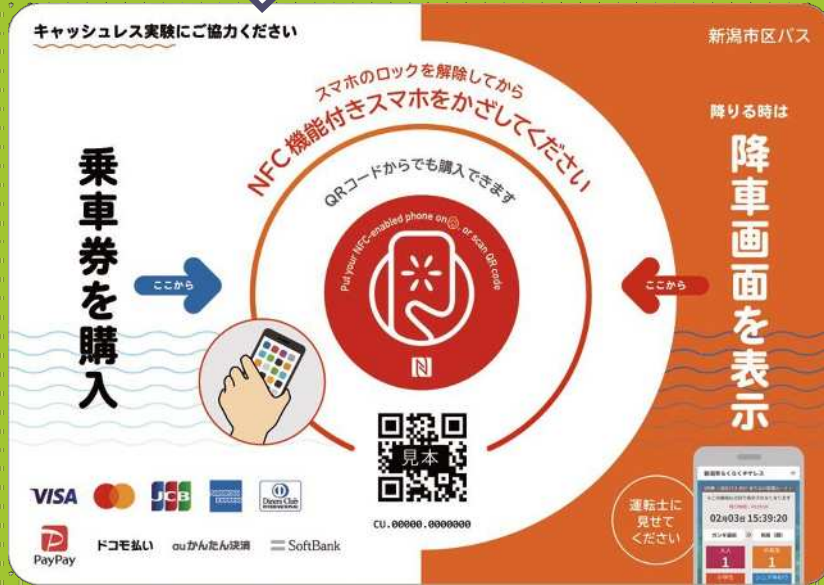 キャッシュレス実験にご協力ください
新潟市区バス
スマホのロックを解除してから
NFC機能付きスマホをかざしてください
QRコードからでも購入できます
Put your NFC-enabled phone on , or scan QR code
乗車券を購入
ここから
降りる時は
降車画面を表示
ここから
見本
CU.00000.0000000
VISA
JCB
AMERICAN EXPRESS
Diners Club
INTERNATIONAL
PayPay
ドコモ払い
auかんたん決済
SoftBank
運転士に
見せて
ください
02月03日 15:39:20
大人
1
1